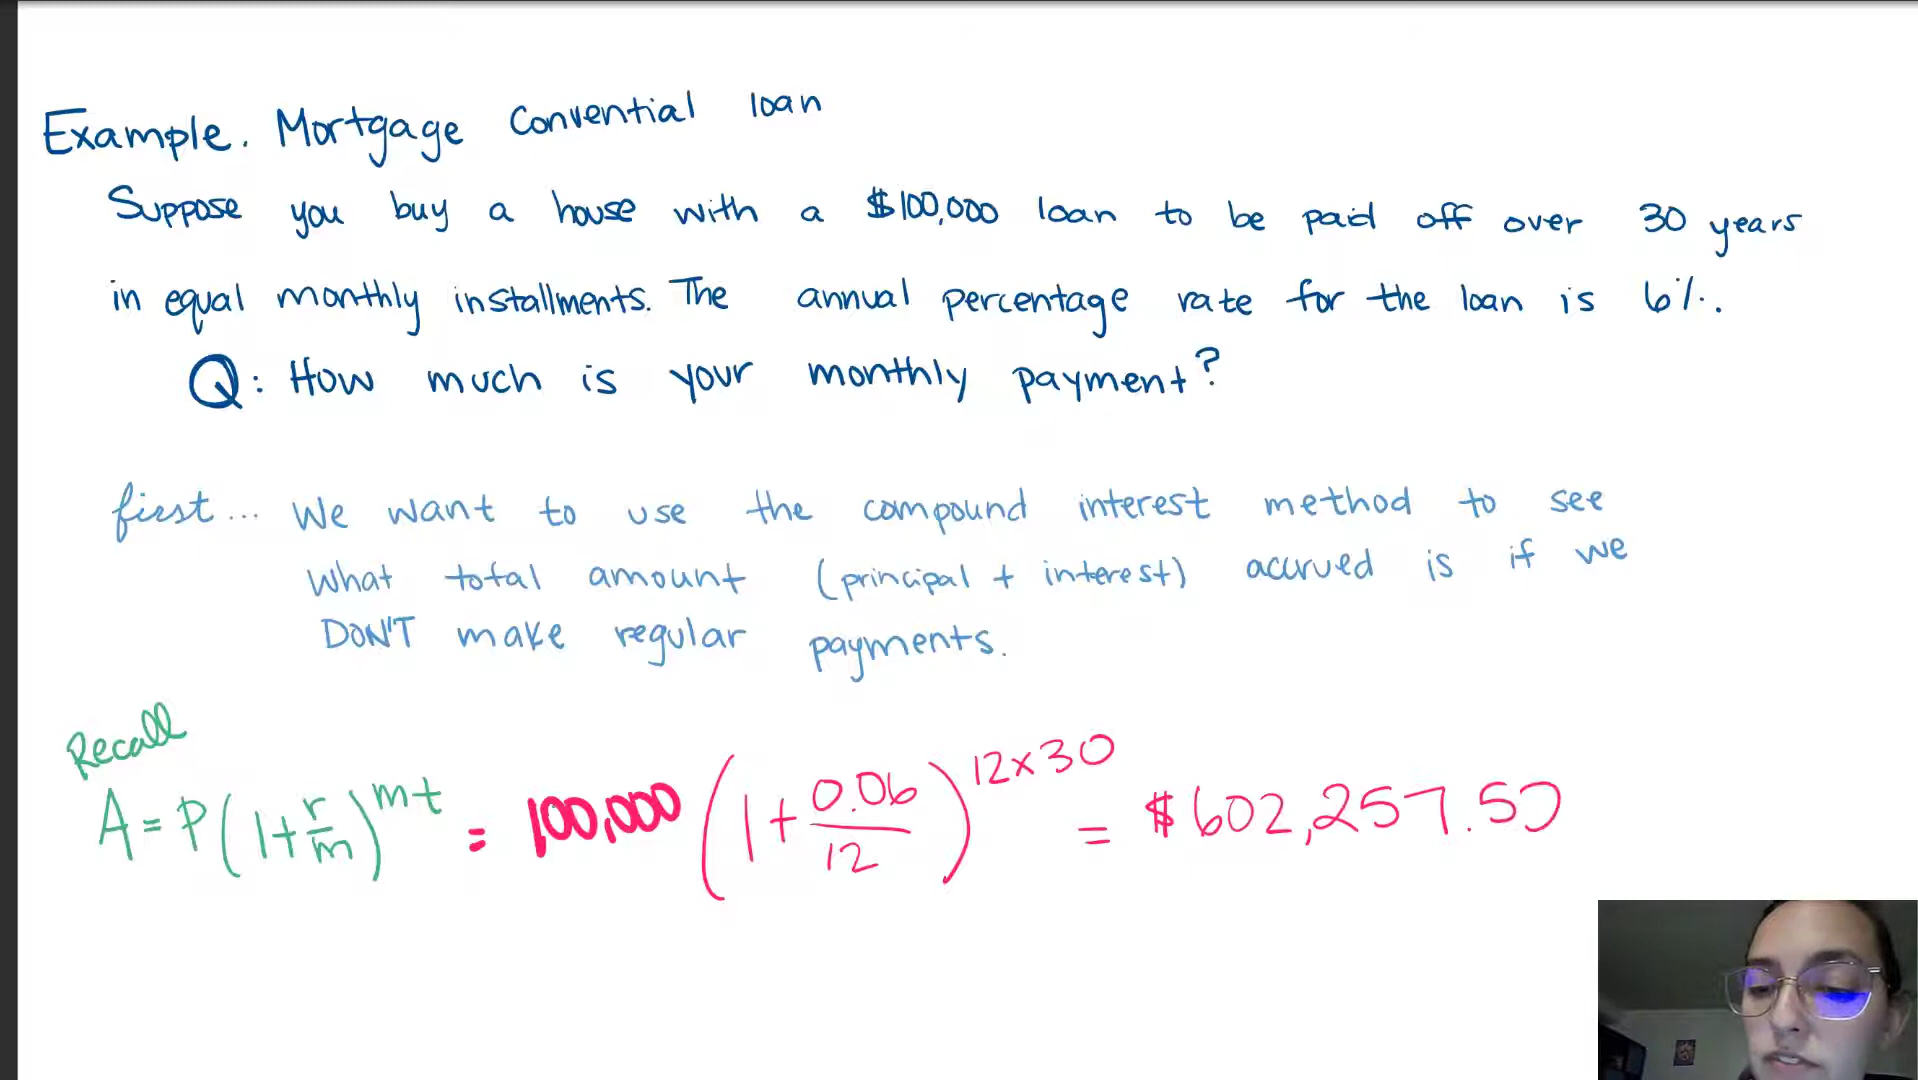 Example. Mortgage Convential loan
Suppose you buy a house with a $100,000 loan to be paid off over 30 years
in equal monthly installments. The annual percentage rate for the loan is 6%.
Q: How much is your monthly payment?
first... We want to use the compound interest method to see
What total amount (principal + interest) accrued is if we
DON'T make regular payments.
Recall
A = P(1+r/m)^mt = 100,000 (1 + 0.06/12)^12x30 = $602,257.50